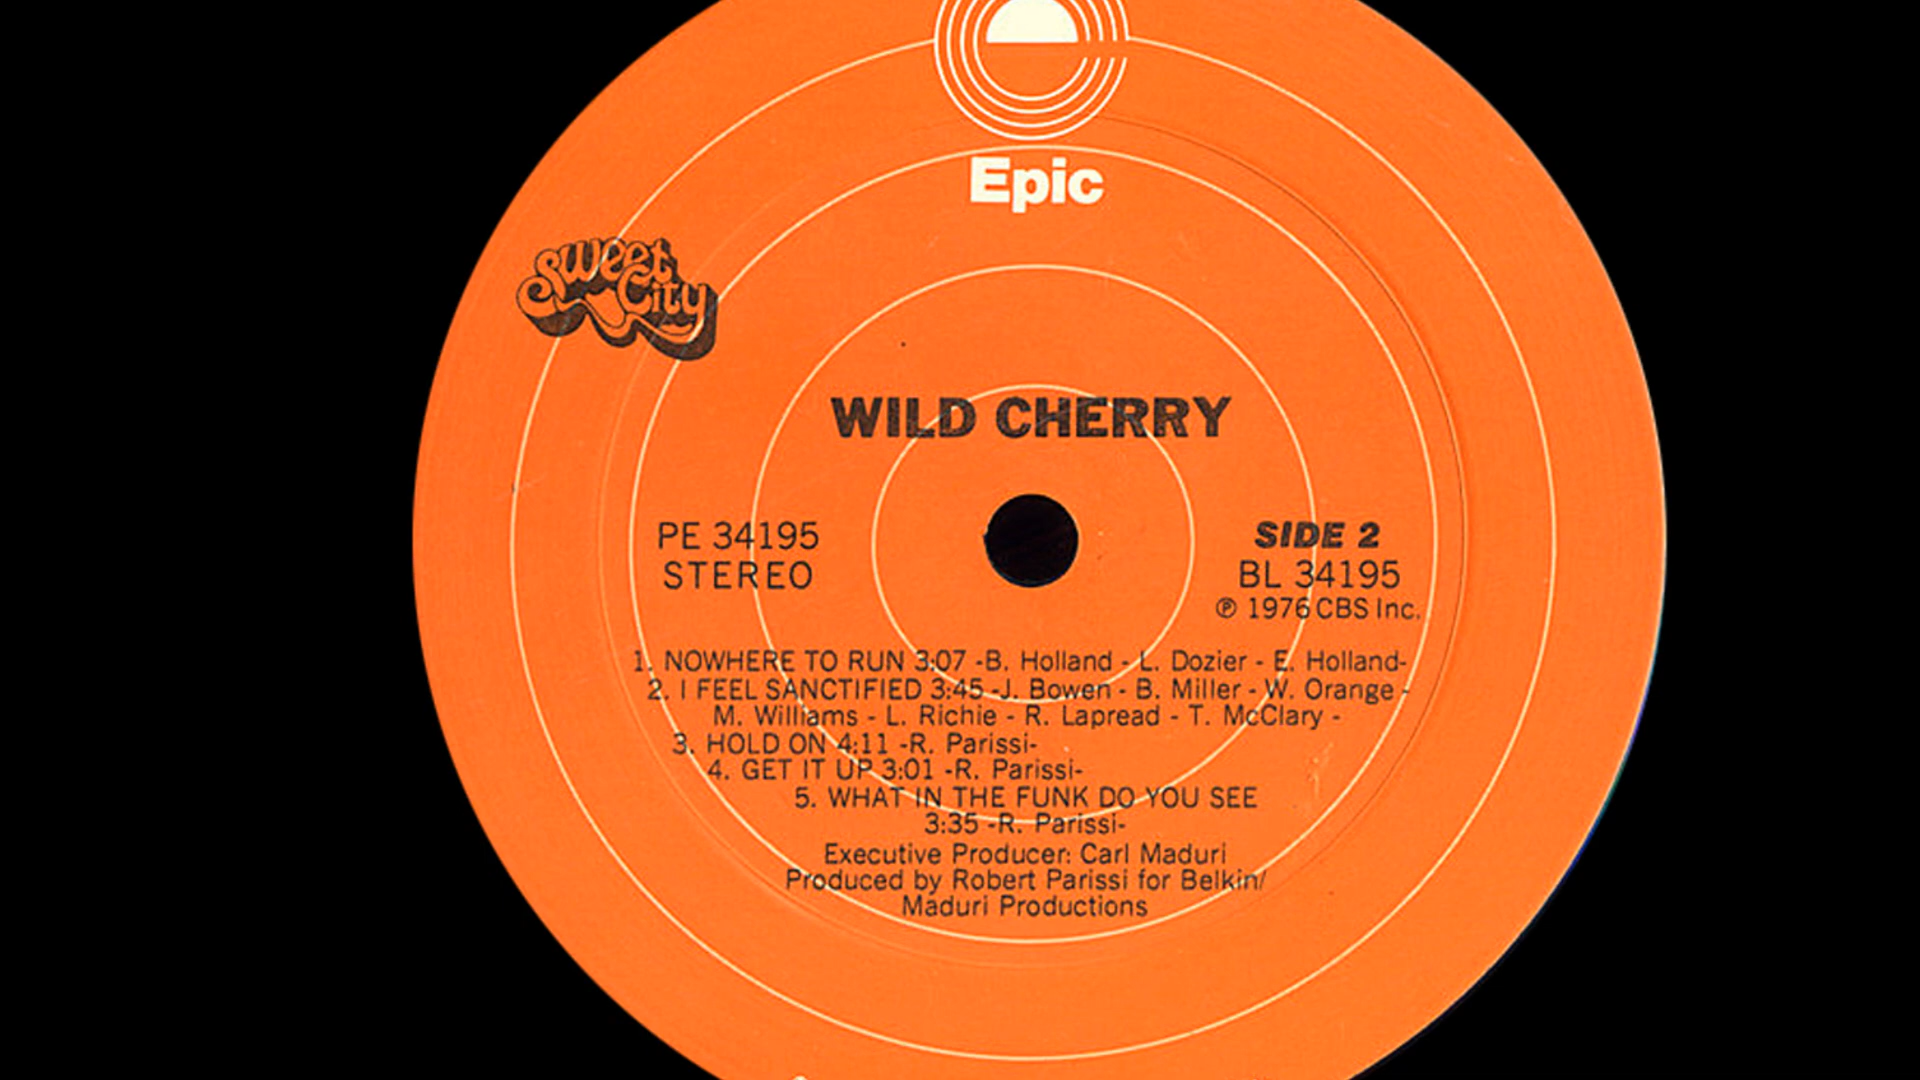 Epic
Sweet City
WILD CHERRY
PE 34195
STEREO
SIDE 2
BL 34195
℗ 1976 CBS Inc.
1. NOWHERE TO RUN 3:07 -B. Holland - L. Dozier - E. Holland-
2. I FEEL SANCTIFIED 3:45 -J. Bowen - B. Miller - W. Orange -
M. Williams - L. Richie - R. Lapread - T. McClary -
3. HOLD ON 4:11 -R. Parissi-
4. GET IT UP 3:01 -R. Parissi-
5. WHAT IN THE FUNK DO YOU SEE
3:35 -R. Parissi-
Executive Producer: Carl Maduri
Produced by Robert Parissi for Belkin/
Maduri Productions